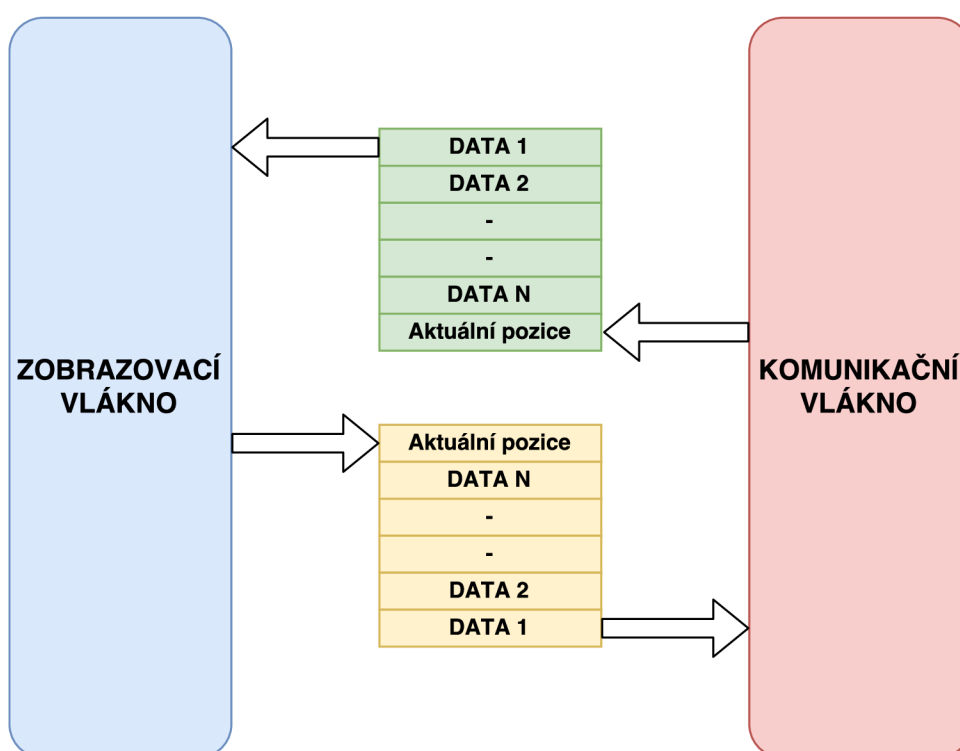 DATA 1
DATA 2
-
-
DATA N
Aktuální pozice
ZOBRAZOVACÍ
VLÁKNO
KOMUNIKAČNÍ
VLÁKNO
Aktuální pozice
DATA N
-
-
DATA 2
DATA 1